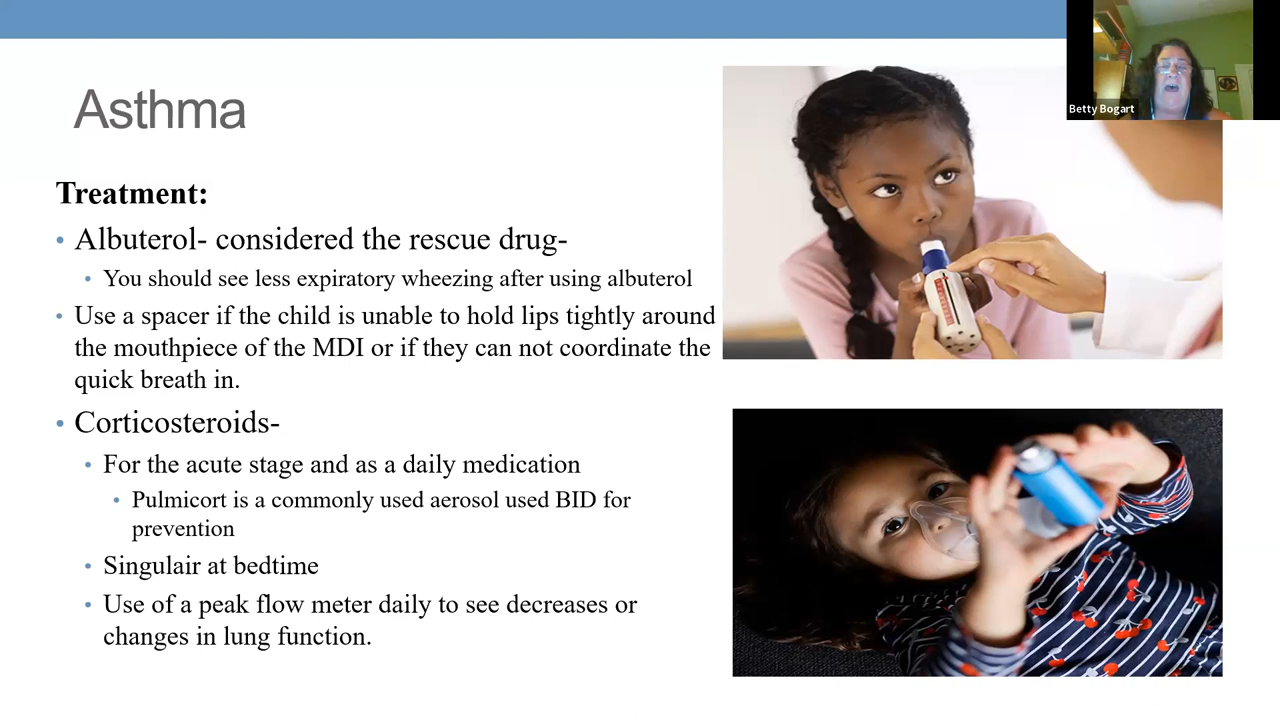 Betty Bogart
Asthma
Treatment:
• Albuterol- considered the rescue drug-
• You should see less expiratory wheezing after using albuterol
• Use a spacer if the child is unable to hold lips tightly around
the mouthpiece of the MDI or if they can not coordinate the
quick breath in.
• Corticosteroids-
• For the acute stage and as a daily medication
• Pulmicort is a commonly used aerosol used BID for
prevention
• Singulair at bedtime
• Use of a peak flow meter daily to see decreases or
changes in lung function.